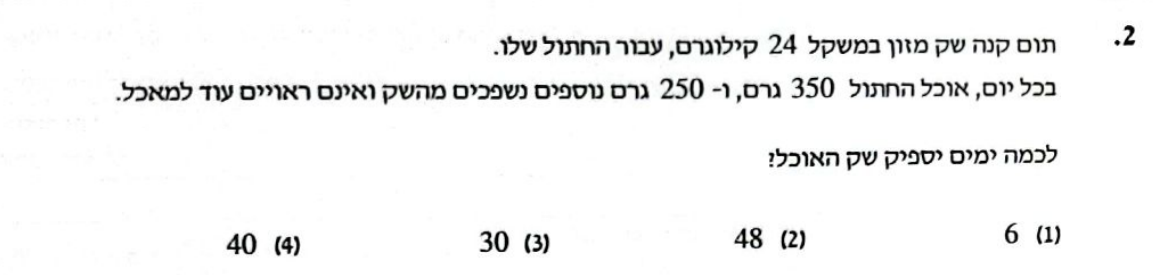 2. תום קנה שק מזון במשקל 24 קילוגרם, עבור החתול שלו.
בכל יום, אוכל החתול 350 גרם, ו- 250 גרם נוספים נשפכים מהשק ואינם ראויים עוד למאכל.
לכמה ימים יספיק שק האוכל?
(1) 6 (2) 48 (3) 30 (4) 40